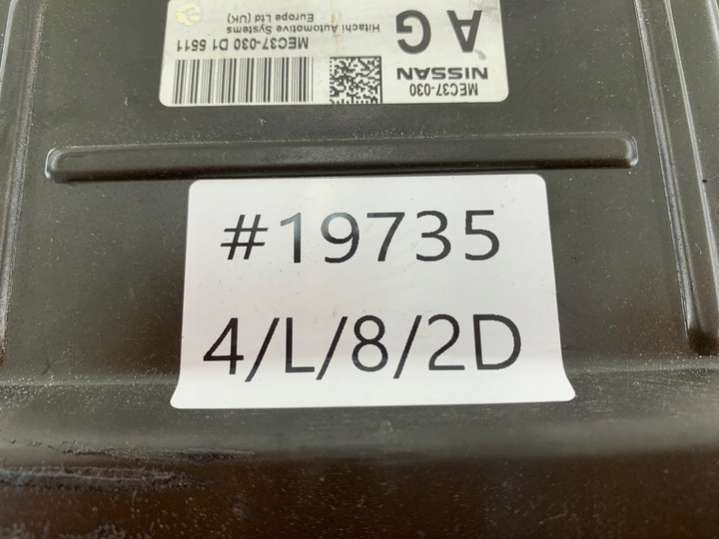 MEC37-030
NISSAN
A G
MEC37-030 D1 5511
Hitachi Automotive Systems
Europe Ltd (UK)
#19735
4/L/8/2D